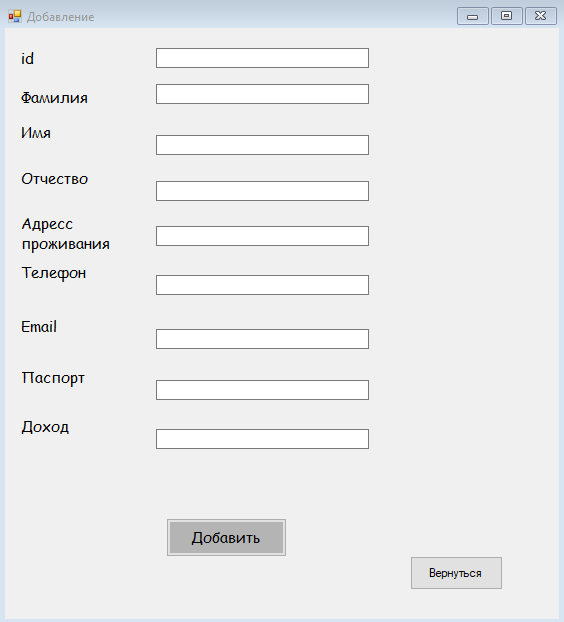 Добавление
id
Фамилия
Имя
Отчество
Адресс
проживания
Телефон
Email
Паспорт
Доход
Добавить
Вернуться